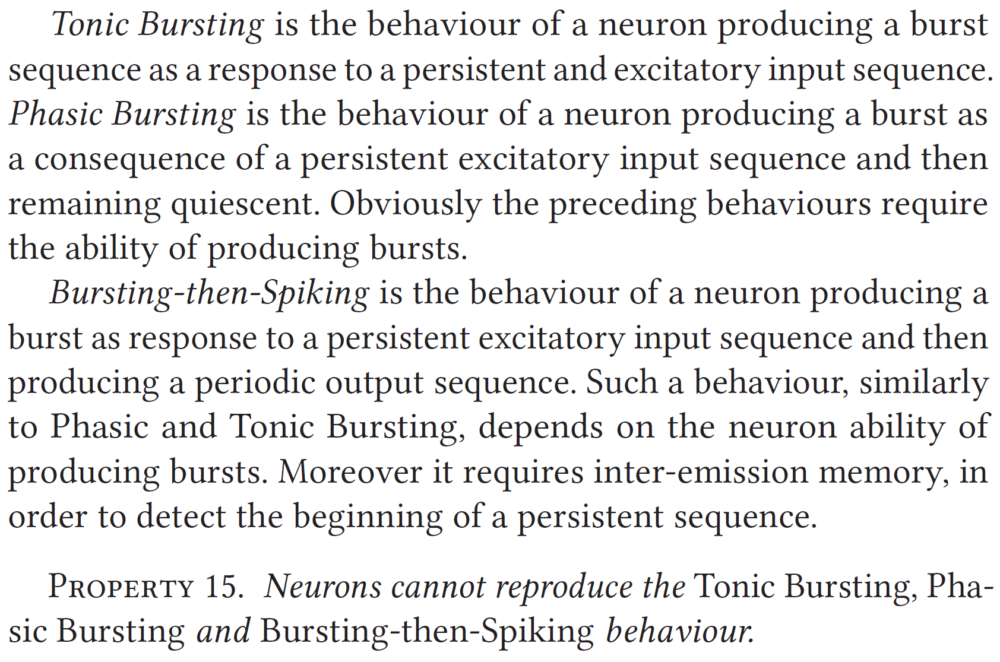 Tonic Bursting is the behaviour of a neuron producing a burst
sequence as a response to a persistent and excitatory input sequence.
Phasic Bursting is the behaviour of a neuron producing a burst as
a consequence of a persistent excitatory input sequence and then
remaining quiescent. Obviously the preceding behaviours require
the ability of producing bursts.
Bursting-then-Spiking is the behaviour of a neuron producing a
burst as response to a persistent excitatory input sequence and then
producing a periodic output sequence. Such a behaviour, similarly
to Phasic and Tonic Bursting, depends on the neuron ability of
producing bursts. Moreover it requires inter-emission memory, in
order to detect the beginning of a persistent sequence.
Property 15. Neurons cannot reproduce the Tonic Bursting, Pha-
sic Bursting and Bursting-then-Spiking behaviour.